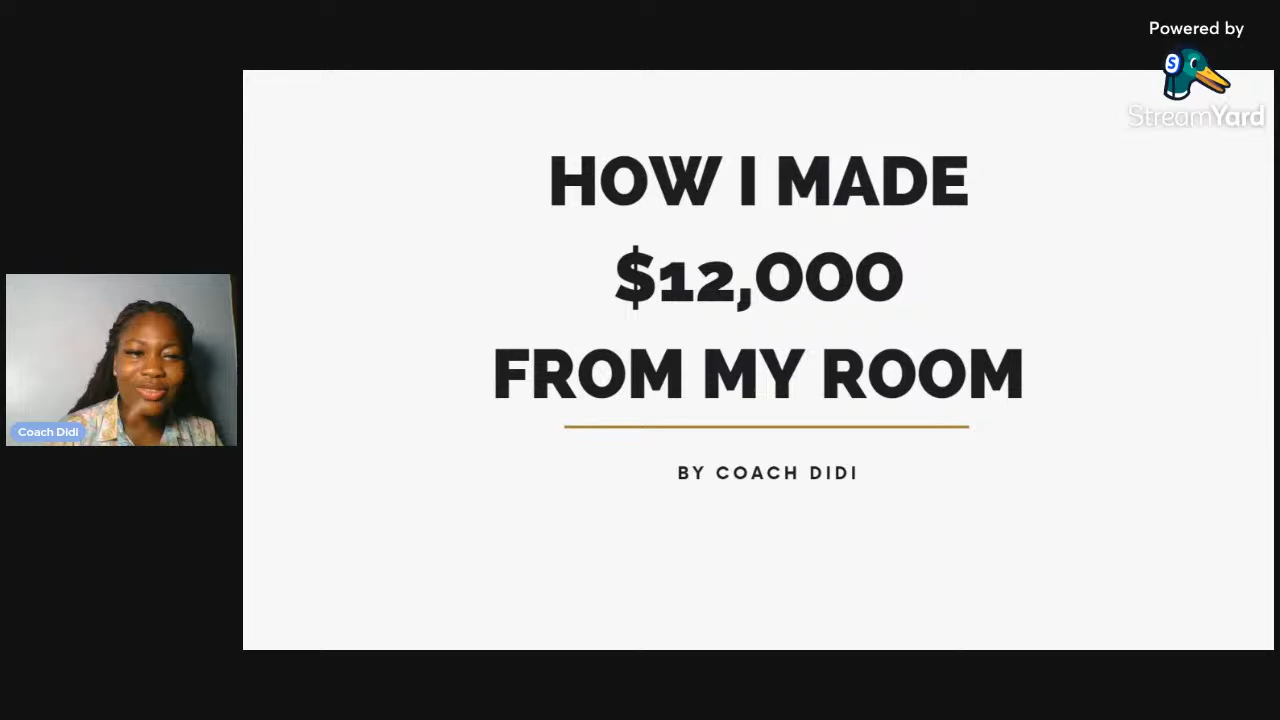 Powered by
S
StreamYard
HOW I MADE
$12,000
FROM MY ROOM
BY COACH DIDI
Coach Didi